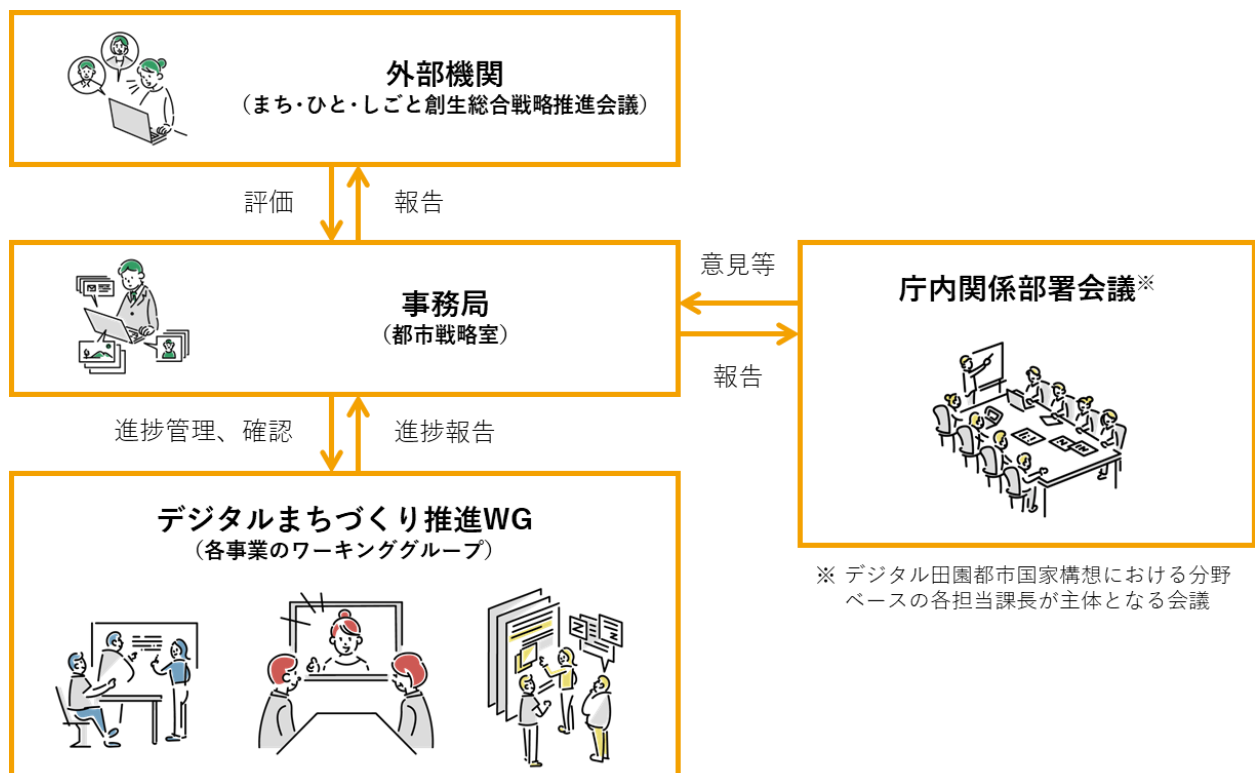 外部機関
（まち・ひと・しごと創生総合戦略推進会議）
評価
報告
事務局
（都市戦略室）
意見等
報告
庁内関係部署会議※
※ デジタル田園都市国家構想における分野
ベースの各担当課長が主体となる会議
進捗管理、確認
進捗報告
デジタルまちづくり推進WG
（各事業のワーキンググループ）